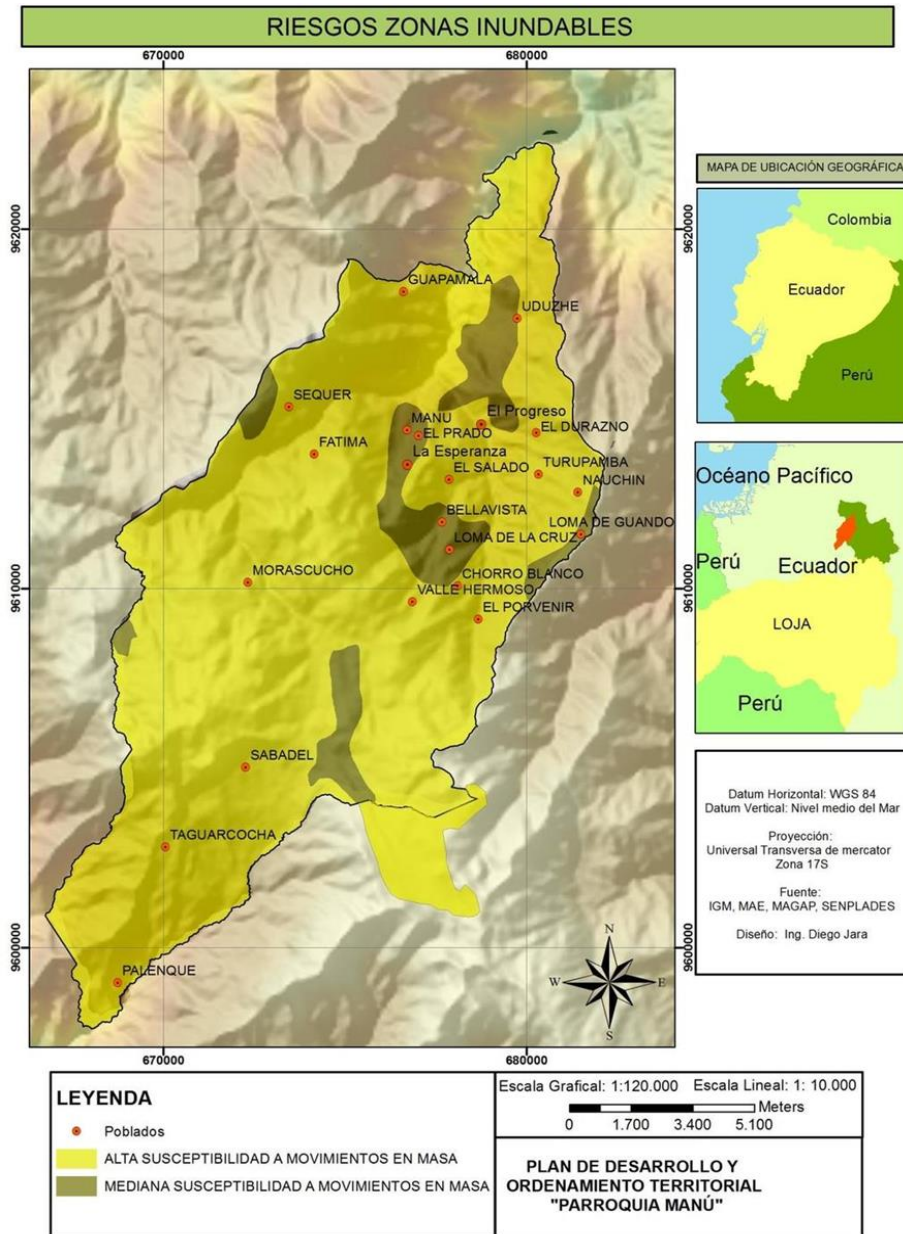 RIESGOS ZONAS INUNDABLES
670000
680000
9620000
9620000
GUAPAMALA
UDUZHE
SEQUER
MANU
El Progreso
EL PRADO
EL DURAZNO
FATIMA
La Esperanza
EL SALADO
TURUPAMBA
NAUCHIN
BELLAVISTA
LOMA DE GUANDO
LOMA DE LA CRUZ
MORASCUCHO
CHORRO BLANCO
VALLE HERMOSO
9610000
9610000
EL PORVENIR
SABADEL
TAGUARCOCHA
9600000
9600000
PALENQUE
N
W
E
S
670000
680000
MAPA DE UBICACIÓN GEOGRÁFICA
Colombia
Ecuador
Perú
Océano Pacífico
Perú
Ecuador
LOJA
Perú
Datum Horizontal: WGS 84
Datum Vertical: Nivel medio del Mar
Proyección:
Universal Transversa de mercator
Zona 17S
Fuente:
IGM, MAE, MAGAP, SENPLADES
Diseño: Ing. Diego Jara
LEYENDA
Poblados
ALTA SUSCEPTIBILIDAD A MOVIMIENTOS EN MASA
MEDIANA SUSCEPTIBILIDAD A MOVIMIENTOS EN MASA
Escala Grafical: 1:120.000 Escala Lineal: 1: 10.000
Meters
0 1.700 3.400 5.100
PLAN DE DESARROLLO Y
ORDENAMIENTO TERRITORIAL
"PARROQUIA MANÚ"